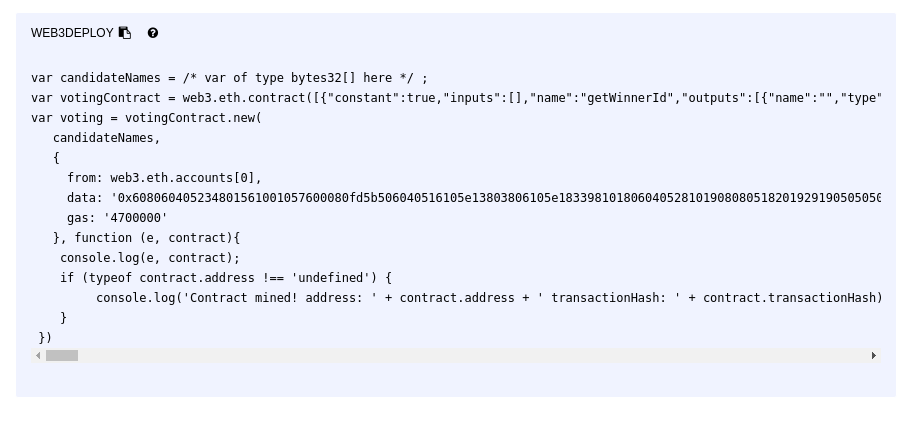 WEB3DEPLOY
var candidateNames = /* var of type bytes32[] here */ ;
var votingContract = web3.eth.contract([{"constant":true,"inputs":[],"name":"getWinnerId","outputs":[{"name":"","type"
var voting = votingContract.new(
candidateNames,
{
from: web3.eth.accounts[0],
data: '0x608060405234801561001057600080fd5b506040516105e13803806105e1833981018060405281019080805182019291905050
gas: '4700000'
}, function (e, contract){
console.log(e, contract);
if (typeof contract.address !== 'undefined') {
console.log('Contract mined! address: ' + contract.address + ' transactionHash: ' + contract.transactionHash)
}
})